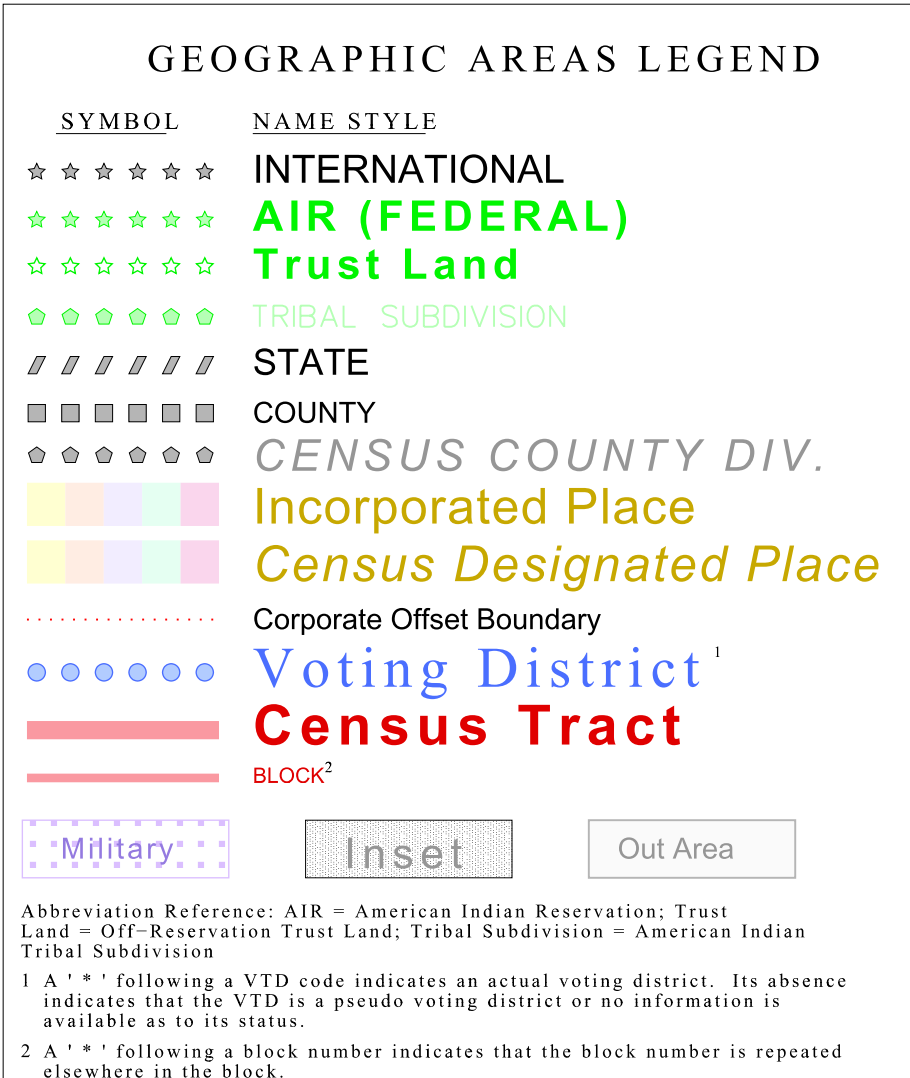 GEOGRAPHIC AREAS LEGEND
SYMBOL NAME STYLE
INTERNATIONAL
AIR (FEDERAL)
Trust Land
TRIBAL SUBDIVISION
STATE
COUNTY
CENSUS COUNTY DIV.
Incorporated Place
Census Designated Place
Corporate Offset Boundary
Voting District 1
Census Tract
BLOCK2
Military Inset Out Area
Abbreviation Reference: AIR = American Indian Reservation; Trust
Land = Off−Reservation Trust Land; Tribal Subdivision = American Indian
Tribal Subdivision
1 A ' * ' following a VTD code indicates an actual voting district. Its absence
indicates that the VTD is a pseudo voting district or no information is
available as to its status.
2 A ' * ' following a block number indicates that the block number is repeated
elsewhere in the block.